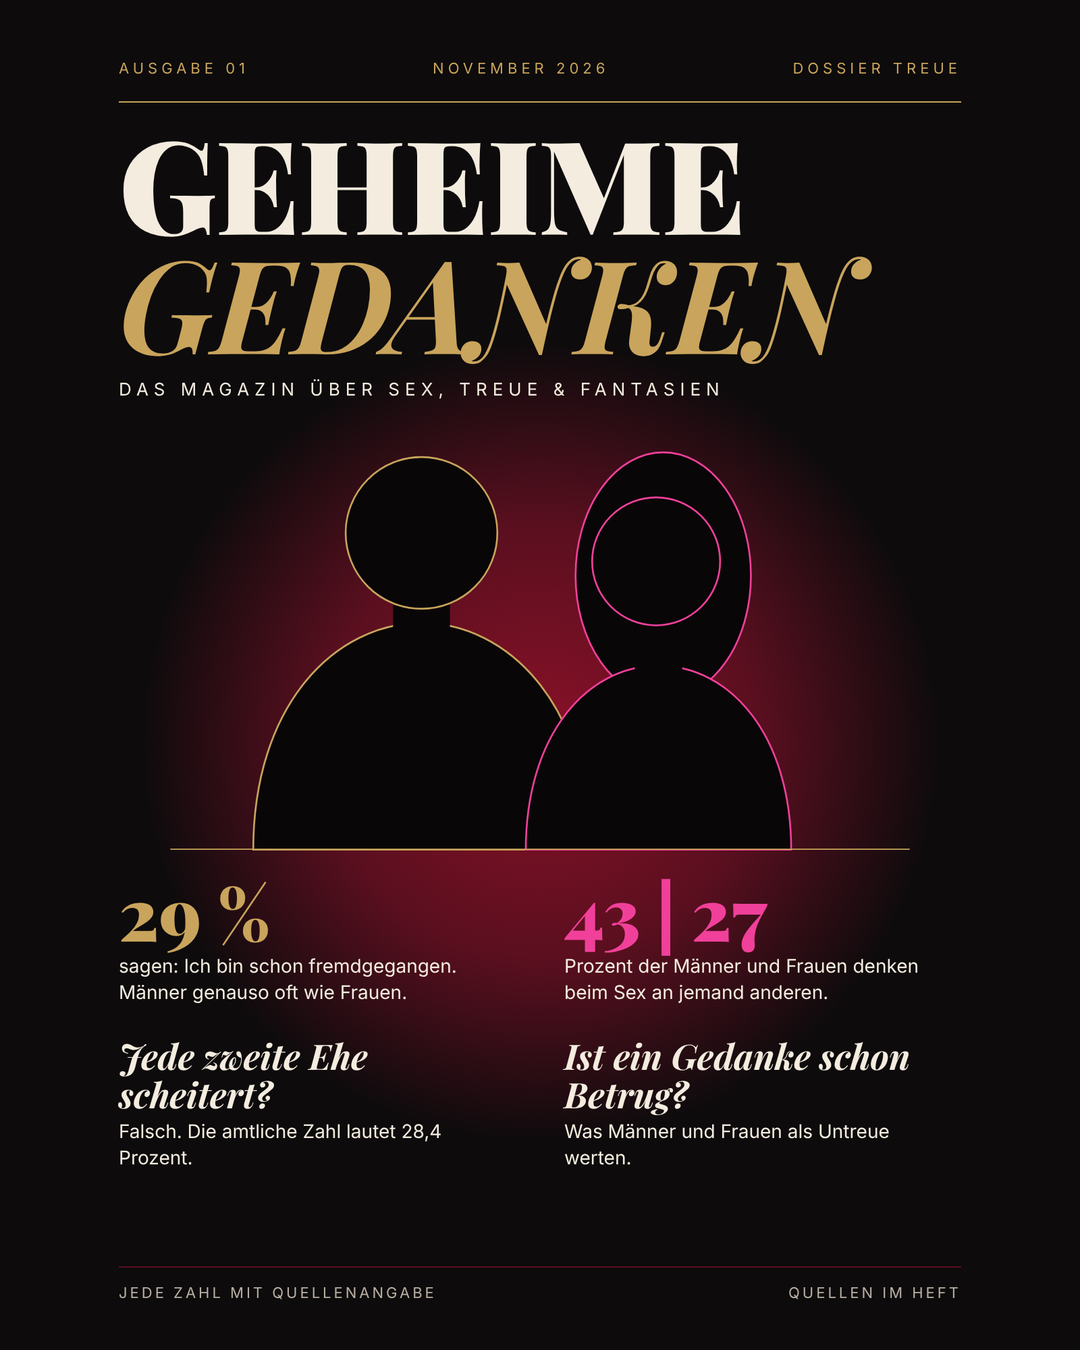 AUSGABE 01
NOVEMBER 2026
DOSSIER TREUE
GEHEIME
GEDANKEN
DAS MAGAZIN ÜBER SEX, TREUE & FANTASIEN
29 %
sagen: Ich bin schon fremdgegangen.
Männer genauso oft wie Frauen.
43 | 27
Prozent der Männer und Frauen denken
beim Sex an jemand anderen.
Jede zweite Ehe
scheitert?
Falsch. Die amtliche Zahl lautet 28,4
Prozent.
Ist ein Gedanke schon
Betrug?
Was Männer und Frauen als Untreue
werten.
JEDE ZAHL MIT QUELLENANGABE
QUELLEN IM HEFT